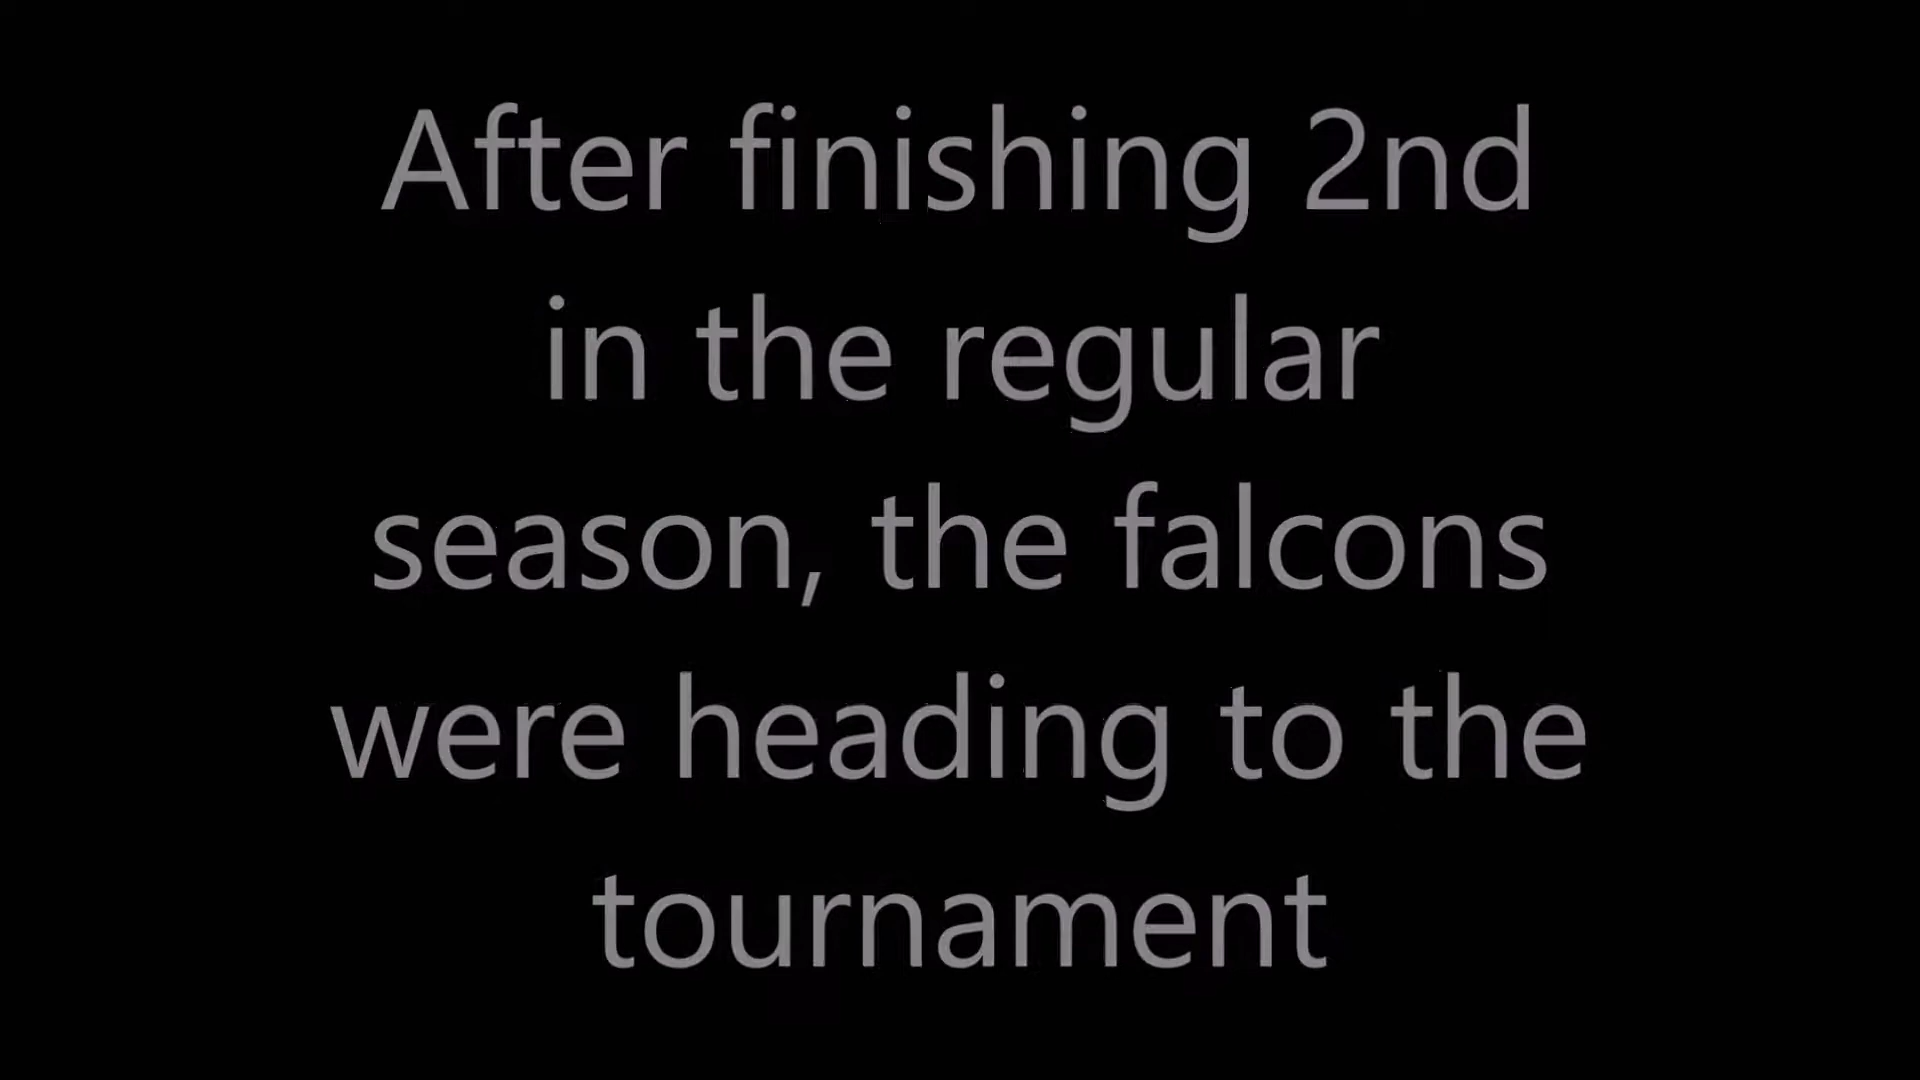 After finishing 2nd
in the regular
season, the falcons
were heading to the
tournament